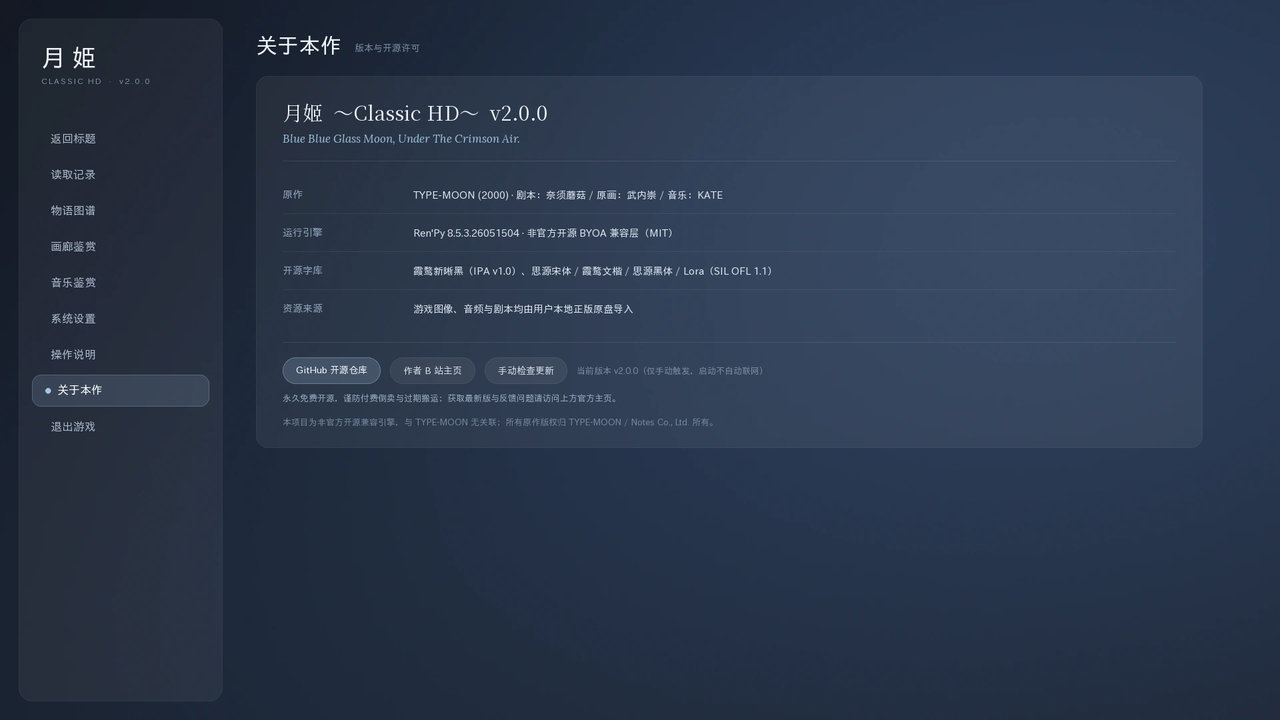 月姫
CLASSIC HD · v2.0.0
返回标题
读取记录
物语图谱
画廊鉴赏
音乐鉴赏
系统设置
操作说明
关于本作
退出游戏
关于本作 版本与开源许可
月姫 ～Classic HD～ v2.0.0
Blue Blue Glass Moon, Under The Crimson Air.
原作 TYPE-MOON (2000) · 剧本：奈须蘑菇 / 原画：武内崇 / 音乐：KATE
运行引擎 Ren'Py 8.5.3.26051504 · 非官方开源 BYOA 兼容层（MIT）
开源字库 霞鹜新晰黑（IPA v1.0）、思源宋体 / 霞鹜文楷 / 思源黑体 / Lora（SIL OFL 1.1）
资源来源 游戏图像、音频与剧本均由用户本地正版原盘导入
GitHub 开源仓库 作者 B 站主页 手动检查更新 当前版本 v2.0.0（仅手动触发，启动不自动联网）
永久免费开源，谨防付费倒卖与过期搬运；获取最新版与反馈问题请访问上方官方主页。
本项目为非官方开源兼容引擎，与 TYPE-MOON 无关联；所有原作版权归 TYPE-MOON / Notes Co., Ltd. 所有。